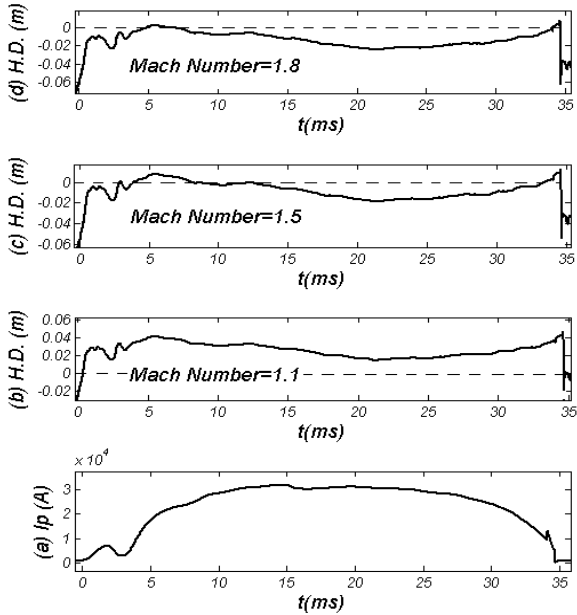 (d) H.D. (m)
0
-0.02
-0.04
-0.06
Mach Number=1.8
0 5 10 15 20 25 30 35
t(ms)
(c) H.D. (m)
0
-0.02
-0.04
-0.06
Mach Number=1.5
0 5 10 15 20 25 30 35
t(ms)
(b) H.D. (m)
0.06
0.04
0.02
0
-0.02
Mach Number=1.1
0 5 10 15 20 25 30 35
t(ms)
× 10⁴
(a) Ip (A)
3
2
1
0
0 5 10 15 20 25 30 35
t(ms)